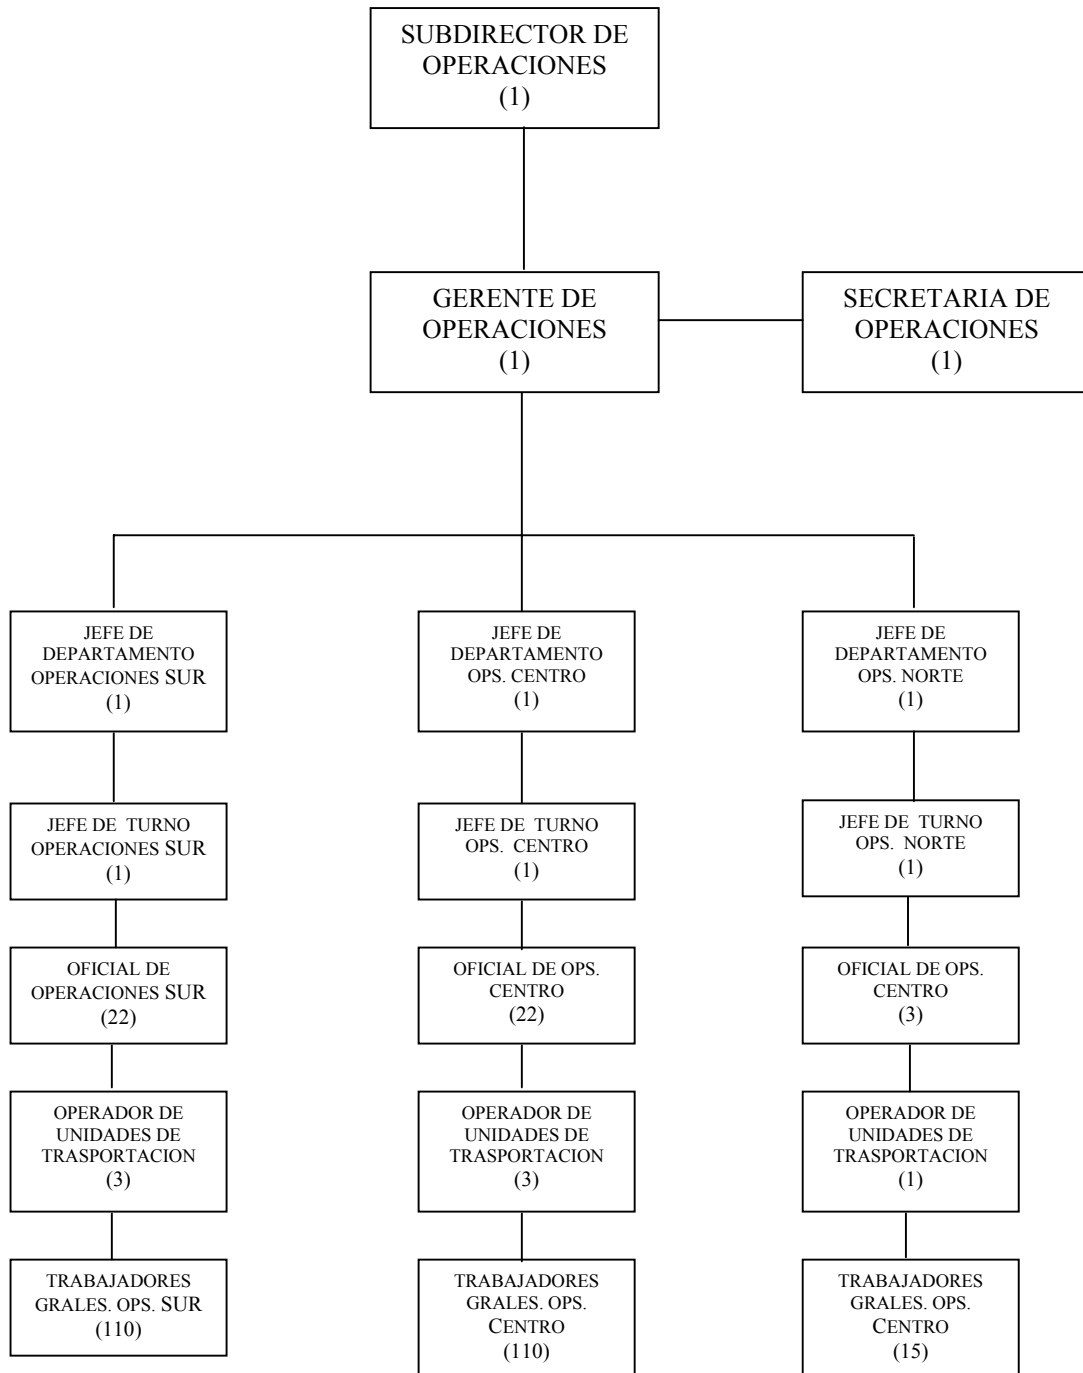 SUBDIRECTOR DE
OPERACIONES
(1)
GERENTE DE
OPERACIONES
(1)
SECRETARIA DE
OPERACIONES
(1)
JEFE DE
DEPARTAMENTO
OPERACIONES SUR
(1)
JEFE DE
DEPARTAMENTO
OPS. CENTRO
(1)
JEFE DE
DEPARTAMENTO
OPS. NORTE
(1)
JEFE DE TURNO
OPERACIONES SUR
(1)
JEFE DE TURNO
OPS. CENTRO
(1)
JEFE DE TURNO
OPS. NORTE
(1)
OFICIAL DE
OPERACIONES SUR
(22)
OFICIAL DE OPS.
CENTRO
(22)
OFICIAL DE OPS.
CENTRO
(3)
OPERADOR DE
UNIDADES DE
TRASPORTACION
(3)
OPERADOR DE
UNIDADES DE
TRASPORTACION
(3)
OPERADOR DE
UNIDADES DE
TRASPORTACION
(1)
TRABAJADORES
GRALES. OPS. SUR
(110)
TRABAJADORES
GRALES. OPS.
CENTRO
(110)
TRABAJADORES
GRALES. OPS.
CENTRO
(15)